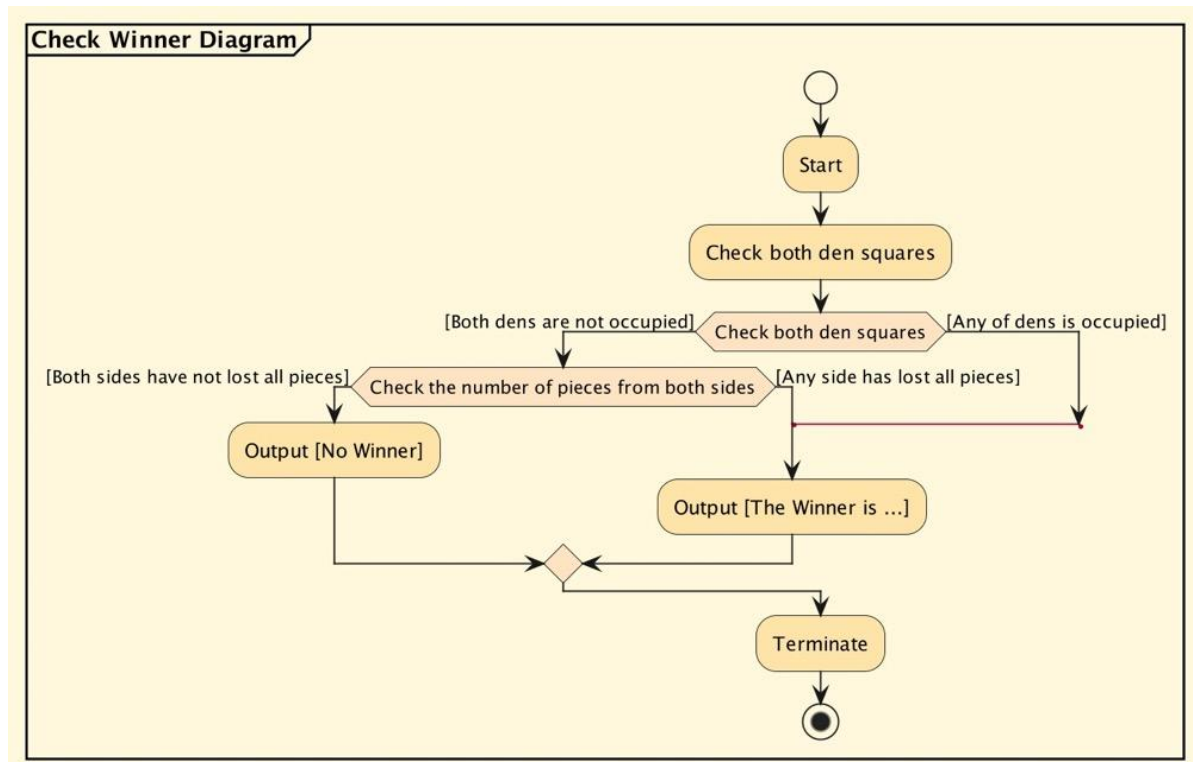 Check Winner Diagram
Start
Check both den squares
[Both dens are not occupied]
Check both den squares
[Any of dens is occupied]
[Both sides have not lost all pieces]
Check the number of pieces from both sides
[Any side has lost all pieces]
Output [No Winner]
Output [The Winner is ...]
Terminate